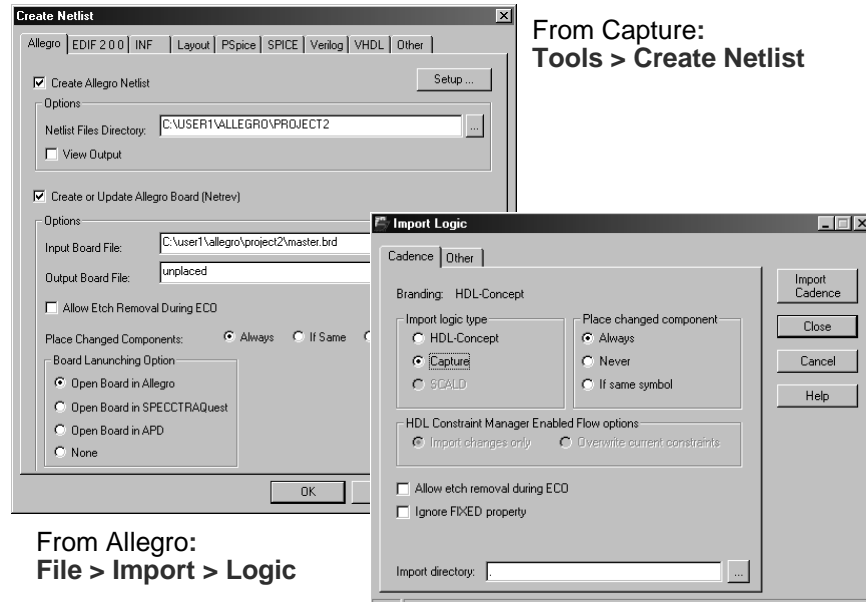 Create Netlist
From Capture:
Tools > Create Netlist
Allegro EDIF 2 0 0 INF Layout PSpice SPICE Verilog VHDL Other
Create Allegro Netlist
Setup ...
Options
Netlist Files Directory: C:\USER1\ALLEGRO\PROJECT2 ...
View Output
Create or Update Allegro Board (Netrev)
Options
Input Board File: C:\user1\allegro\project2\master.brd
Output Board File: unplaced
Allow Etch Removal During ECO
Place Changed Components: Always If Same
Board Lanunching Option
Open Board in Allegro
Open Board in SPECCTRAQuest
Open Board in APD
None
OK
Import Logic
Cadence Other
Branding: HDL-Concept
Import logic type
HDL-Concept
Capture
SCALD
Place changed component
Always
Never
If same symbol
HDL Constraint Manager Enabled Flow options
Import changes only Overwrite current constraints
Allow etch removal during ECO
Ignore FIXED property
Import directory: . ...
Import
Cadence
Close
Cancel
Help
From Allegro:
File > Import > Logic